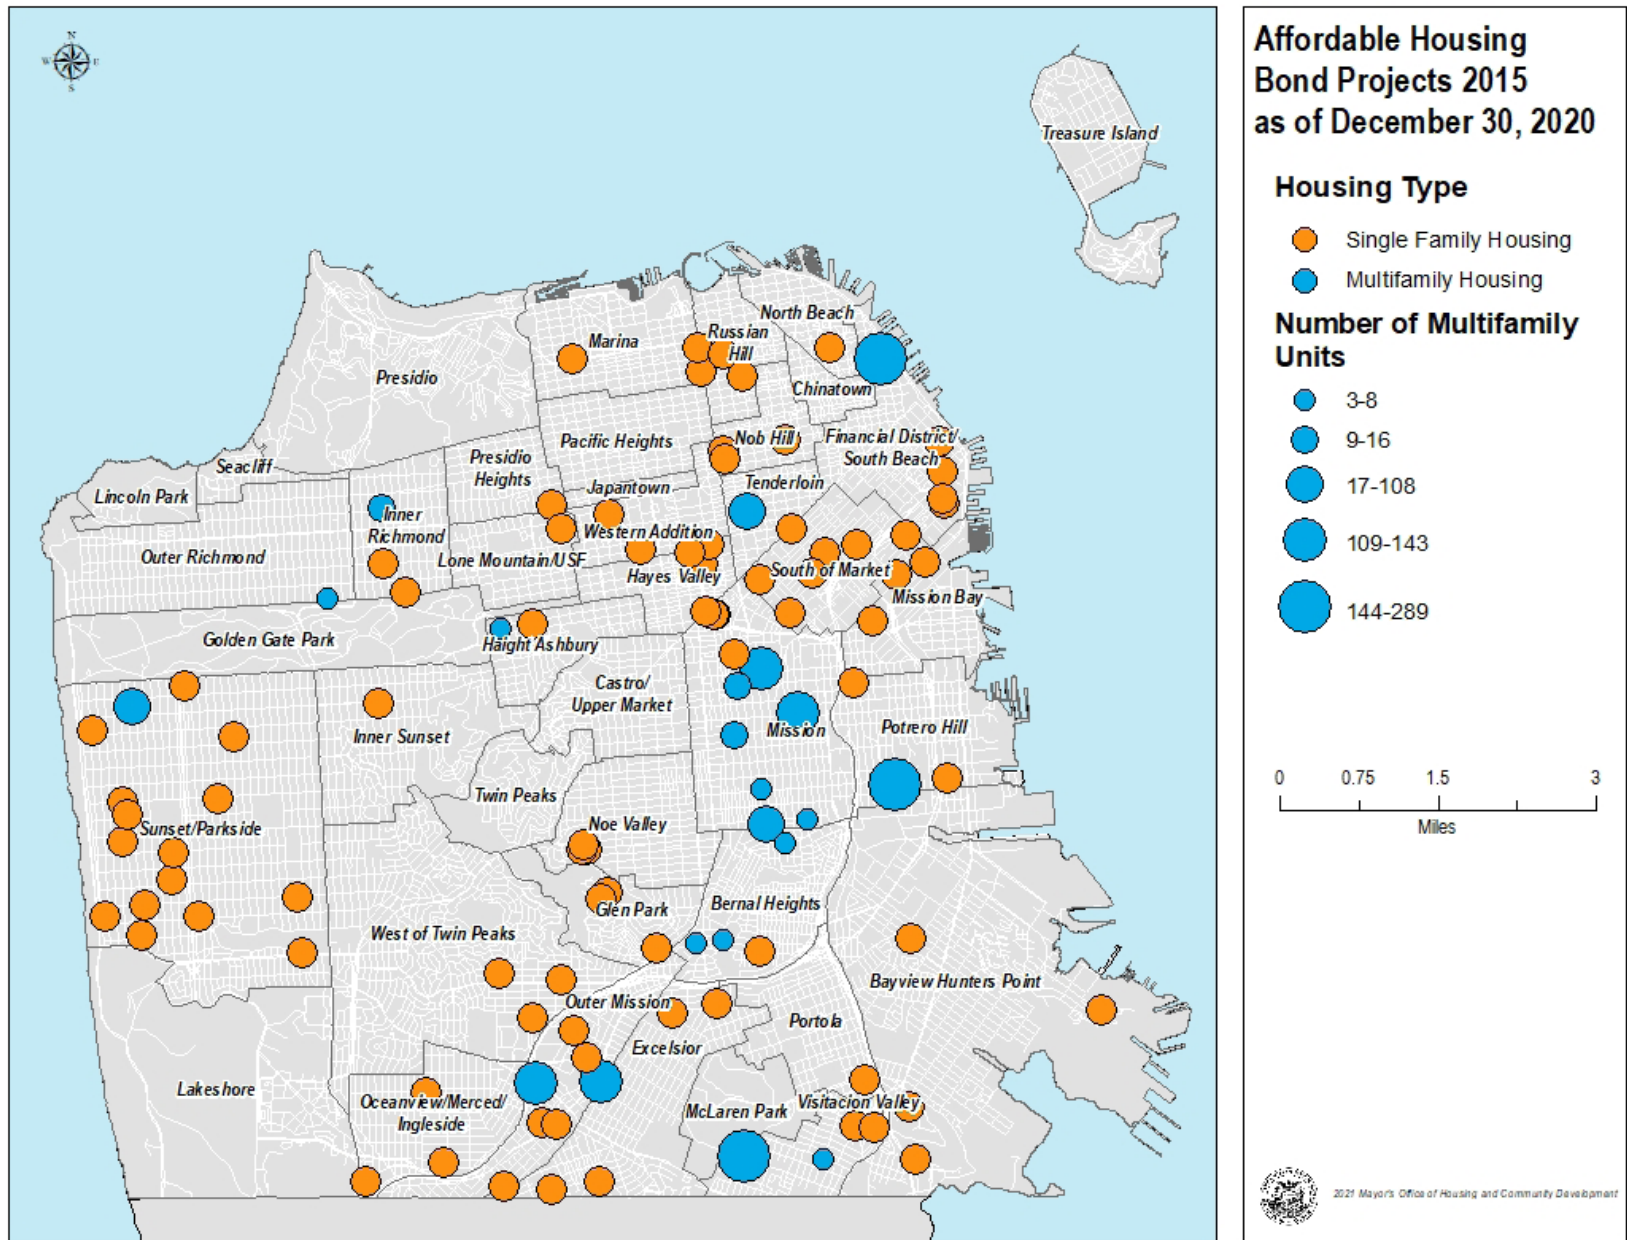 N
W E
S
Affordable Housing
Bond Projects 2015
as of December 30, 2020
Housing Type
Single Family Housing
Multifamily Housing
Number of Multifamily
Units
3-8
9-16
17-108
109-143
144-289
0 0.75 1.5 3
Miles
2021 Mayor's Office of Housing and Community Development
Treasure Island
North Beach
Russian
Hill
Marina
Presidio
Chinatown
Pacific Heights
Nob Hill
Financial District/
South Beach
Presidio
Heights
Seacliff
Lincoln Park
Japantown
Tenderloin
Inner
Richmond
Western Addition
Outer Richmond
Lone Mountain/USF
Hayes Valley
South of Market
Mission Bay
Golden Gate Park
Haight Ashbury
Castro/
Upper Market
Mission
Potrero Hill
Inner Sunset
Twin Peaks
Noe Valley
Sunset/Parkside
Glen Park
Bernal Heights
West of Twin Peaks
Bayview Hunters Point
Outer Mission
Portola
Excelsior
Lakeshore
Oceanview/Merced/
Ingleside
McLaren Park
Visitacion Valley